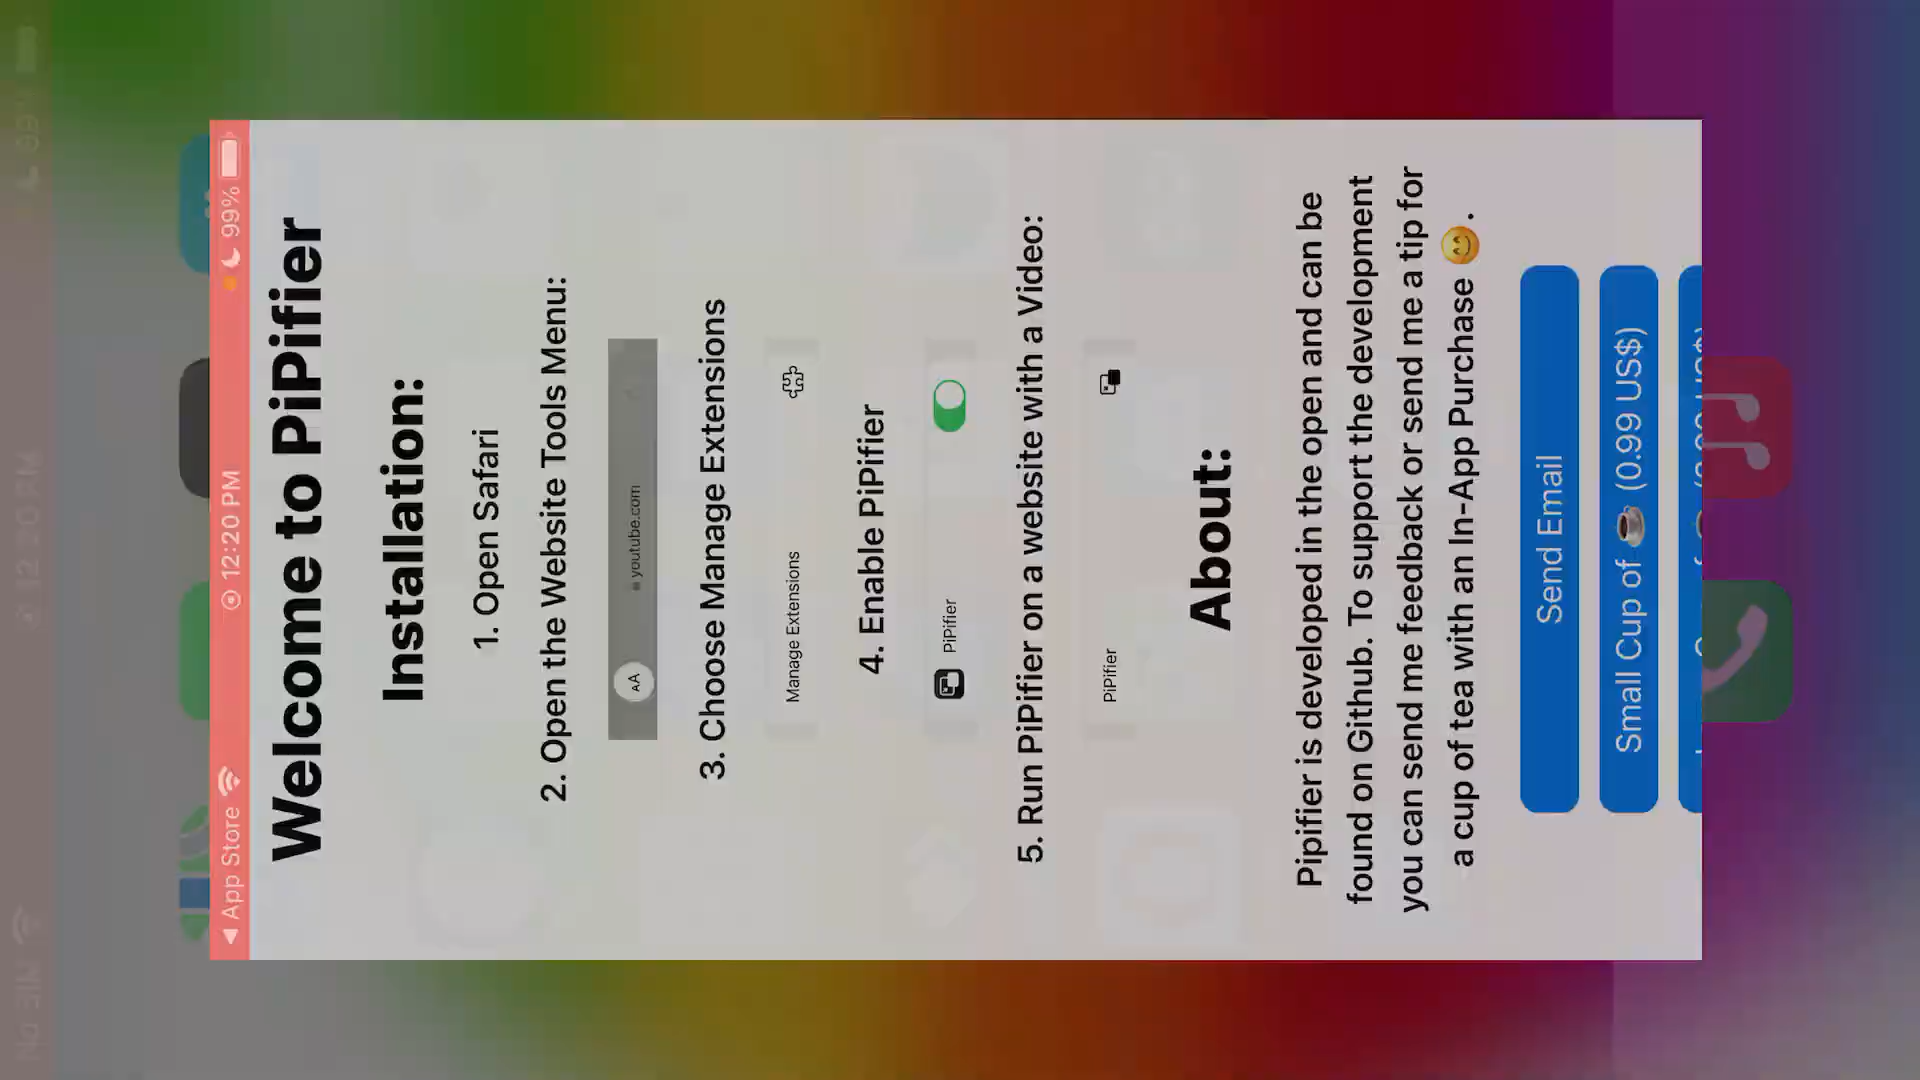 No SIM 12:20 PM 99%
App Store 12:20 PM 99%
Welcome to PiPifier
Installation:
1. Open Safari
2. Open the Website Tools Menu:
AA youtube.com
3. Choose Manage Extensions
Manage Extensions
4. Enable PiPifier
PiPifier
5. Run PiPifier on a website with a Video:
PiPifier
About:
Pipifier is developed in the open and can be
found on Github. To support the development
you can send me feedback or send me a tip for
a cup of tea with an In-App Purchase 😊.
Send Email
Small Cup of ☕ (0.99 US$)